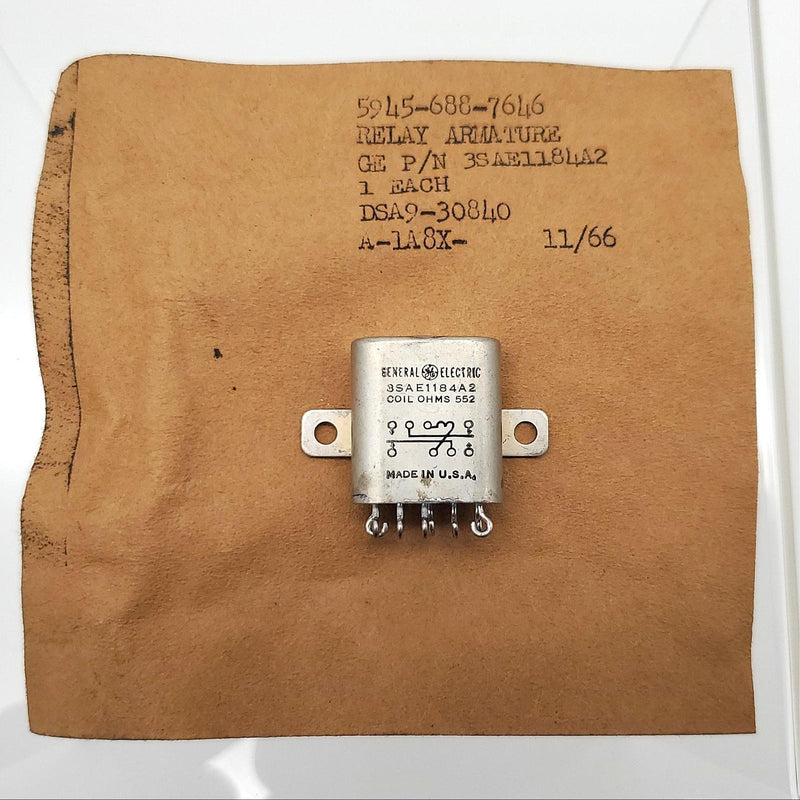 5945-688-7646
RELAY ARMATURE
GE P/N 3SAE1184A2
1 EACH
DSA9-30840
A-1A8X- 11/66
GENERAL GE ELECTRIC
3SAE1184A2
COIL OHMS 552
MADE IN U.S.A.